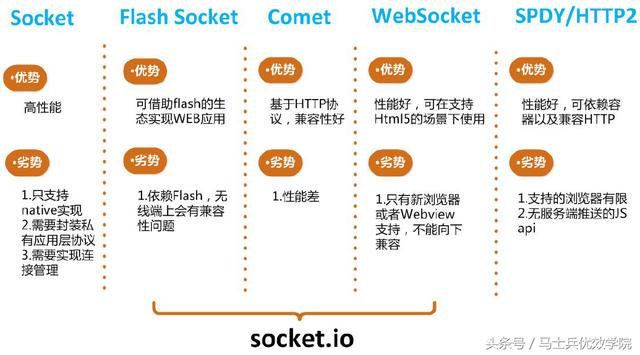 Socket
Flash Socket
Comet
WebSocket
SPDY/HTTP2
•优势
•优势
•优势
•优势
•优势
高性能
可借助flash的生
态实现WEB应用
基于HTTP协
议，兼容性好
性能好，可在支持
Html5的场景下使用
性能好，可依赖容
器以及兼容HTTP
•劣势
•劣势
•劣势
•劣势
•劣势
1.只支持
native实现
2.需要封装私
有应用层协议
3.需要实现连
接管理
1.依赖Flash，无
线端上会有兼容
性问题
1.性能差
1.只有新浏览器
或者Webview
支持，不能向下
兼容
1.支持的浏览器有限
2.无服务端推送的JS
api
socket.io
头条号 / 马士兵优效学院